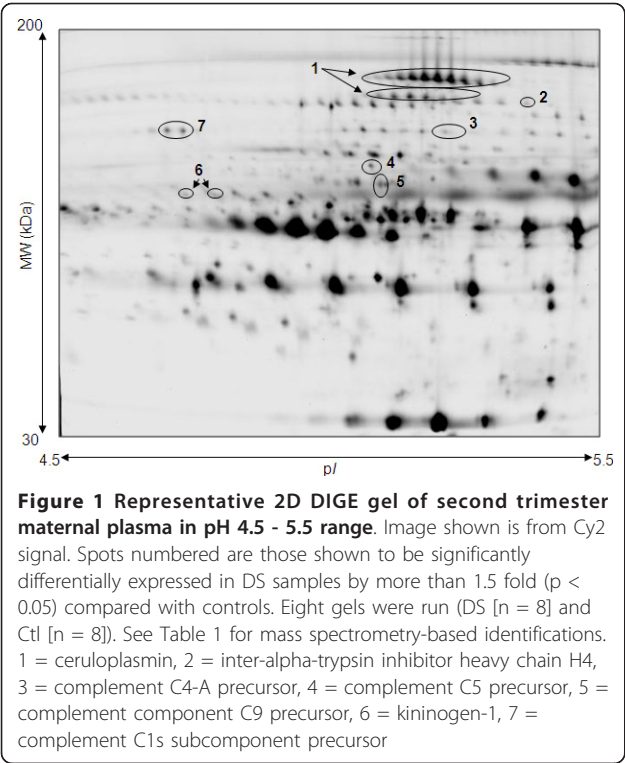 200
1
2
3
7
4
6
5
MW (kDa)
30
4.5
5.5
pI
Figure 1 Representative 2D DIGE gel of second trimester
maternal plasma in pH 4.5 - 5.5 range. Image shown is from Cy2
signal. Spots numbered are those shown to be significantly
differentially expressed in DS samples by more than 1.5 fold (p <
0.05) compared with controls. Eight gels were run (DS [n = 8] and
Ctl [n = 8]). See Table 1 for mass spectrometry-based identifications.
1 = ceruloplasmin, 2 = inter-alpha-trypsin inhibitor heavy chain H4,
3 = complement C4-A precursor, 4 = complement C5 precursor, 5 =
complement component C9 precursor, 6 = kininogen-1, 7 =
complement C1s subcomponent precursor